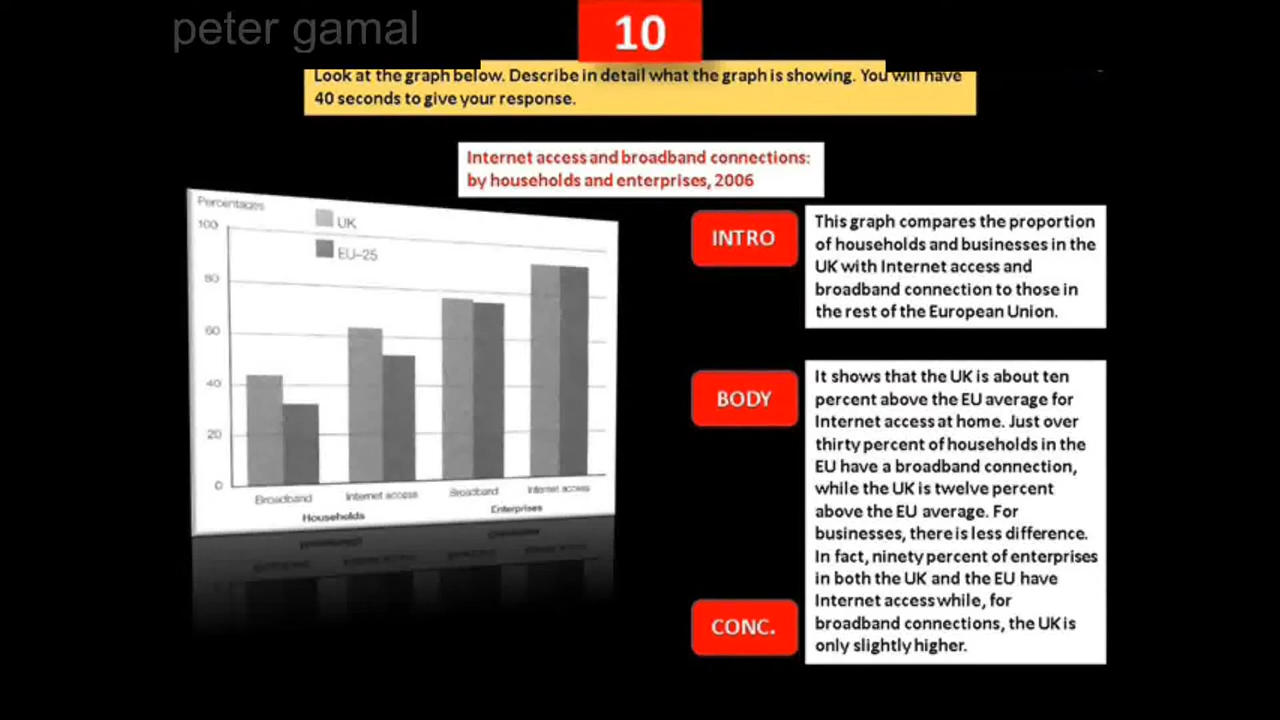 peter gamal
10
Look at the graph below. Describe in detail what the graph is showing. You will have
40 seconds to give your response.
Internet access and broadband connections:
by households and enterprises, 2006
Percentages
UK
EU-25
100
80
60
40
20
0
Broadband
Internet access
Broadband
Internet access
Households
Enterprises
INTRO
This graph compares the proportion
of households and businesses in the
UK with Internet access and
broadband connection to those in
the rest of the European Union.
BODY
It shows that the UK is about ten
percent above the EU average for
Internet access at home. Just over
thirty percent of households in the
EU have a broadband connection,
while the UK is twelve percent
above the EU average. For
businesses, there is less difference.
In fact, ninety percent of enterprises
in both the UK and the EU have
Internet access while, for
broadband connections, the UK is
only slightly higher.
CONC.